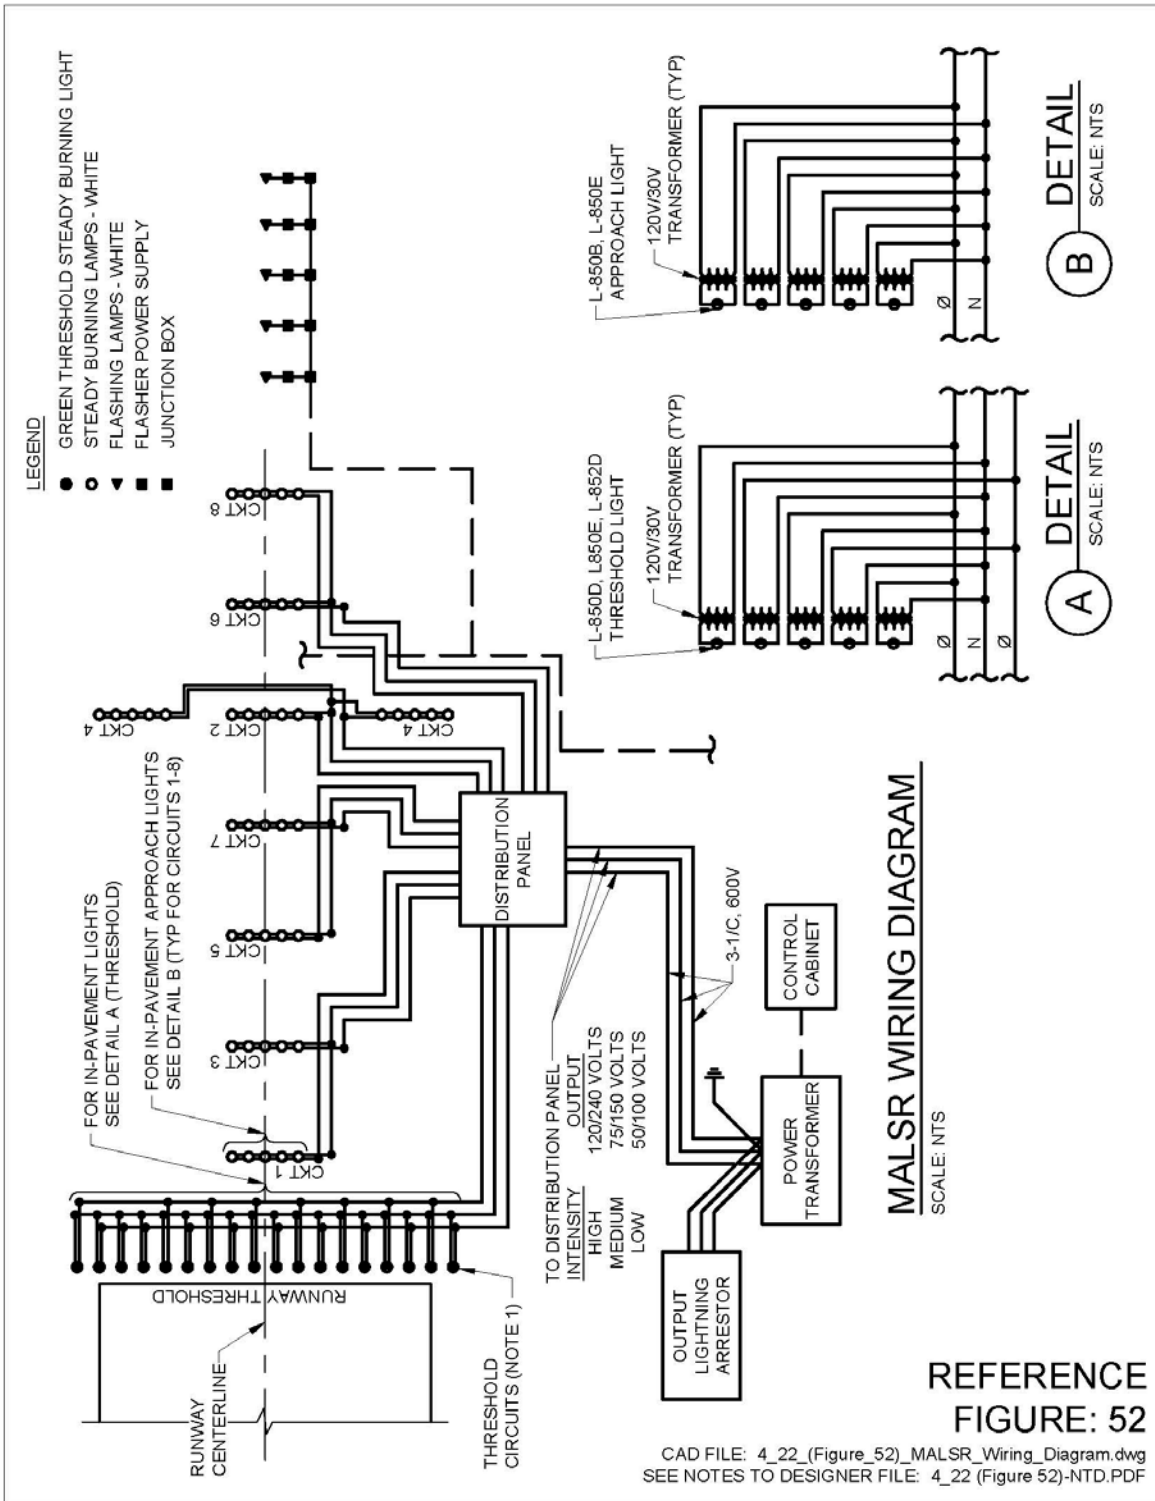 LEGEND
GREEN THRESHOLD STEADY BURNING LIGHT
STEADY BURNING LAMPS - WHITE
FLASHING LAMPS - WHITE
FLASHER POWER SUPPLY
JUNCTION BOX
FOR IN-PAVEMENT LIGHTS
SEE DETAIL A (THRESHOLD)
FOR IN-PAVEMENT APPROACH LIGHTS
SEE DETAIL B (TYP FOR CIRCUITS 1-8)
CKT 1
CKT 3
CKT 5
CKT 7
CKT 4
CKT 2
CKT 4
CKT 6
CKT 8
RUNWAY THRESHOLD
RUNWAY
CENTERLINE
THRESHOLD
CIRCUITS (NOTE 1)
DISTRIBUTION
PANEL
TO DISTRIBUTION PANEL
INTENSITY OUTPUT
HIGH 120/240 VOLTS
MEDIUM 75/150 VOLTS
LOW 50/100 VOLTS
3-1/C, 600V
OUTPUT
LIGHTNING
ARRESTOR
POWER
TRANSFORMER
CONTROL
CABINET
MALSR WIRING DIAGRAM
SCALE: NTS
L-850D, L850E, L-852D
THRESHOLD LIGHT
120V/30V
TRANSFORMER (TYP)
Ø
N
Ø
A
DETAIL
SCALE: NTS
L-850B, L-850E
APPROACH LIGHT
120V/30V
TRANSFORMER (TYP)
Ø
N
B
DETAIL
SCALE: NTS
REFERENCE
FIGURE: 52
CAD FILE: 4_22_(Figure_52)_MALSR_Wiring_Diagram.dwg
SEE NOTES TO DESIGNER FILE: 4_22 (Figure 52)-NTD.PDF